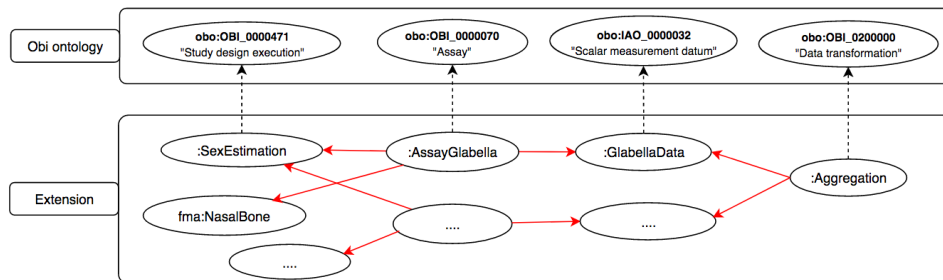 Obi ontology
obo:OBI_0000471
"Study design execution"
obo:OBI_0000070
"Assay"
obo:IAO_0000032
"Scalar measurement datum"
obo:OBI_0200000
"Data transformation"
Extension
:SexEstimation
:AssayGlabella
:GlabellaData
:Aggregation
fma:NasalBone
....
....
....